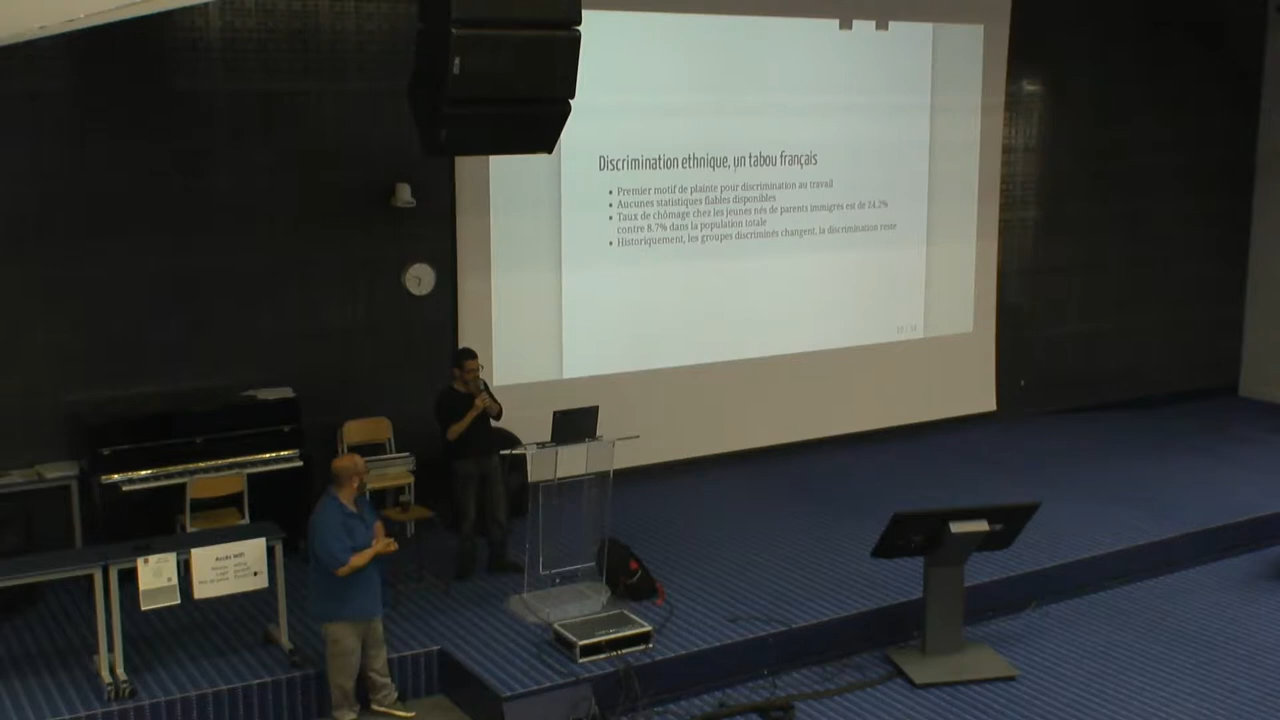 Discrimination ethnique, un tabou français
• Premier motif de plainte pour discrimination au travail
• Aucunes statistiques fiables disponibles
• Taux de chômage chez les jeunes nés de parents immigrés est de 24.2%
contre 8.7% dans la population totale
• Historiquement, les groupes discriminés changent, la discrimination reste
Accès WiFi